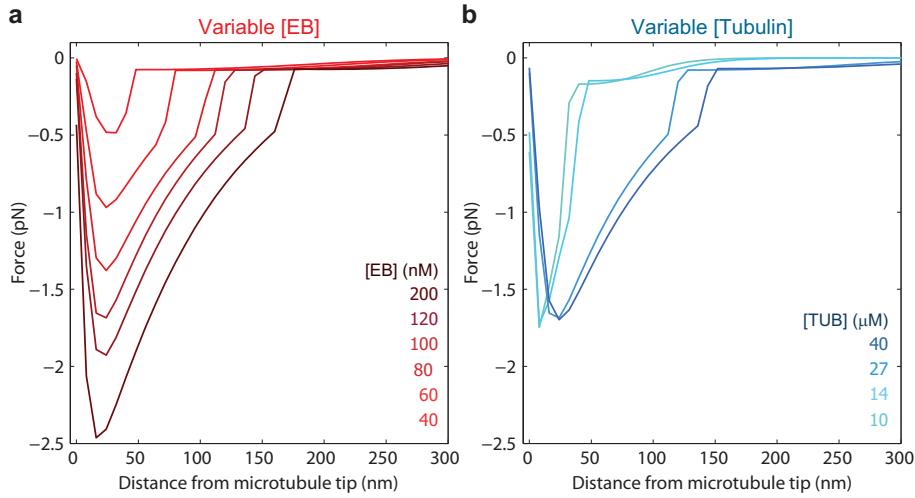 a
Variable [EB]
0
−0.5
−1
−1.5
−2
−2.5
Force (pN)
[EB] (nM)
200
120
100
80
60
40
0 50 100 150 200 250 300
Distance from microtubule tip (nm)
b
Variable [Tubulin]
0
−0.5
−1
−1.5
−2
−2.5
Force (pN)
[TUB] (μM)
40
27
14
10
0 50 100 150 200 250 300
Distance from microtubule tip (nm)